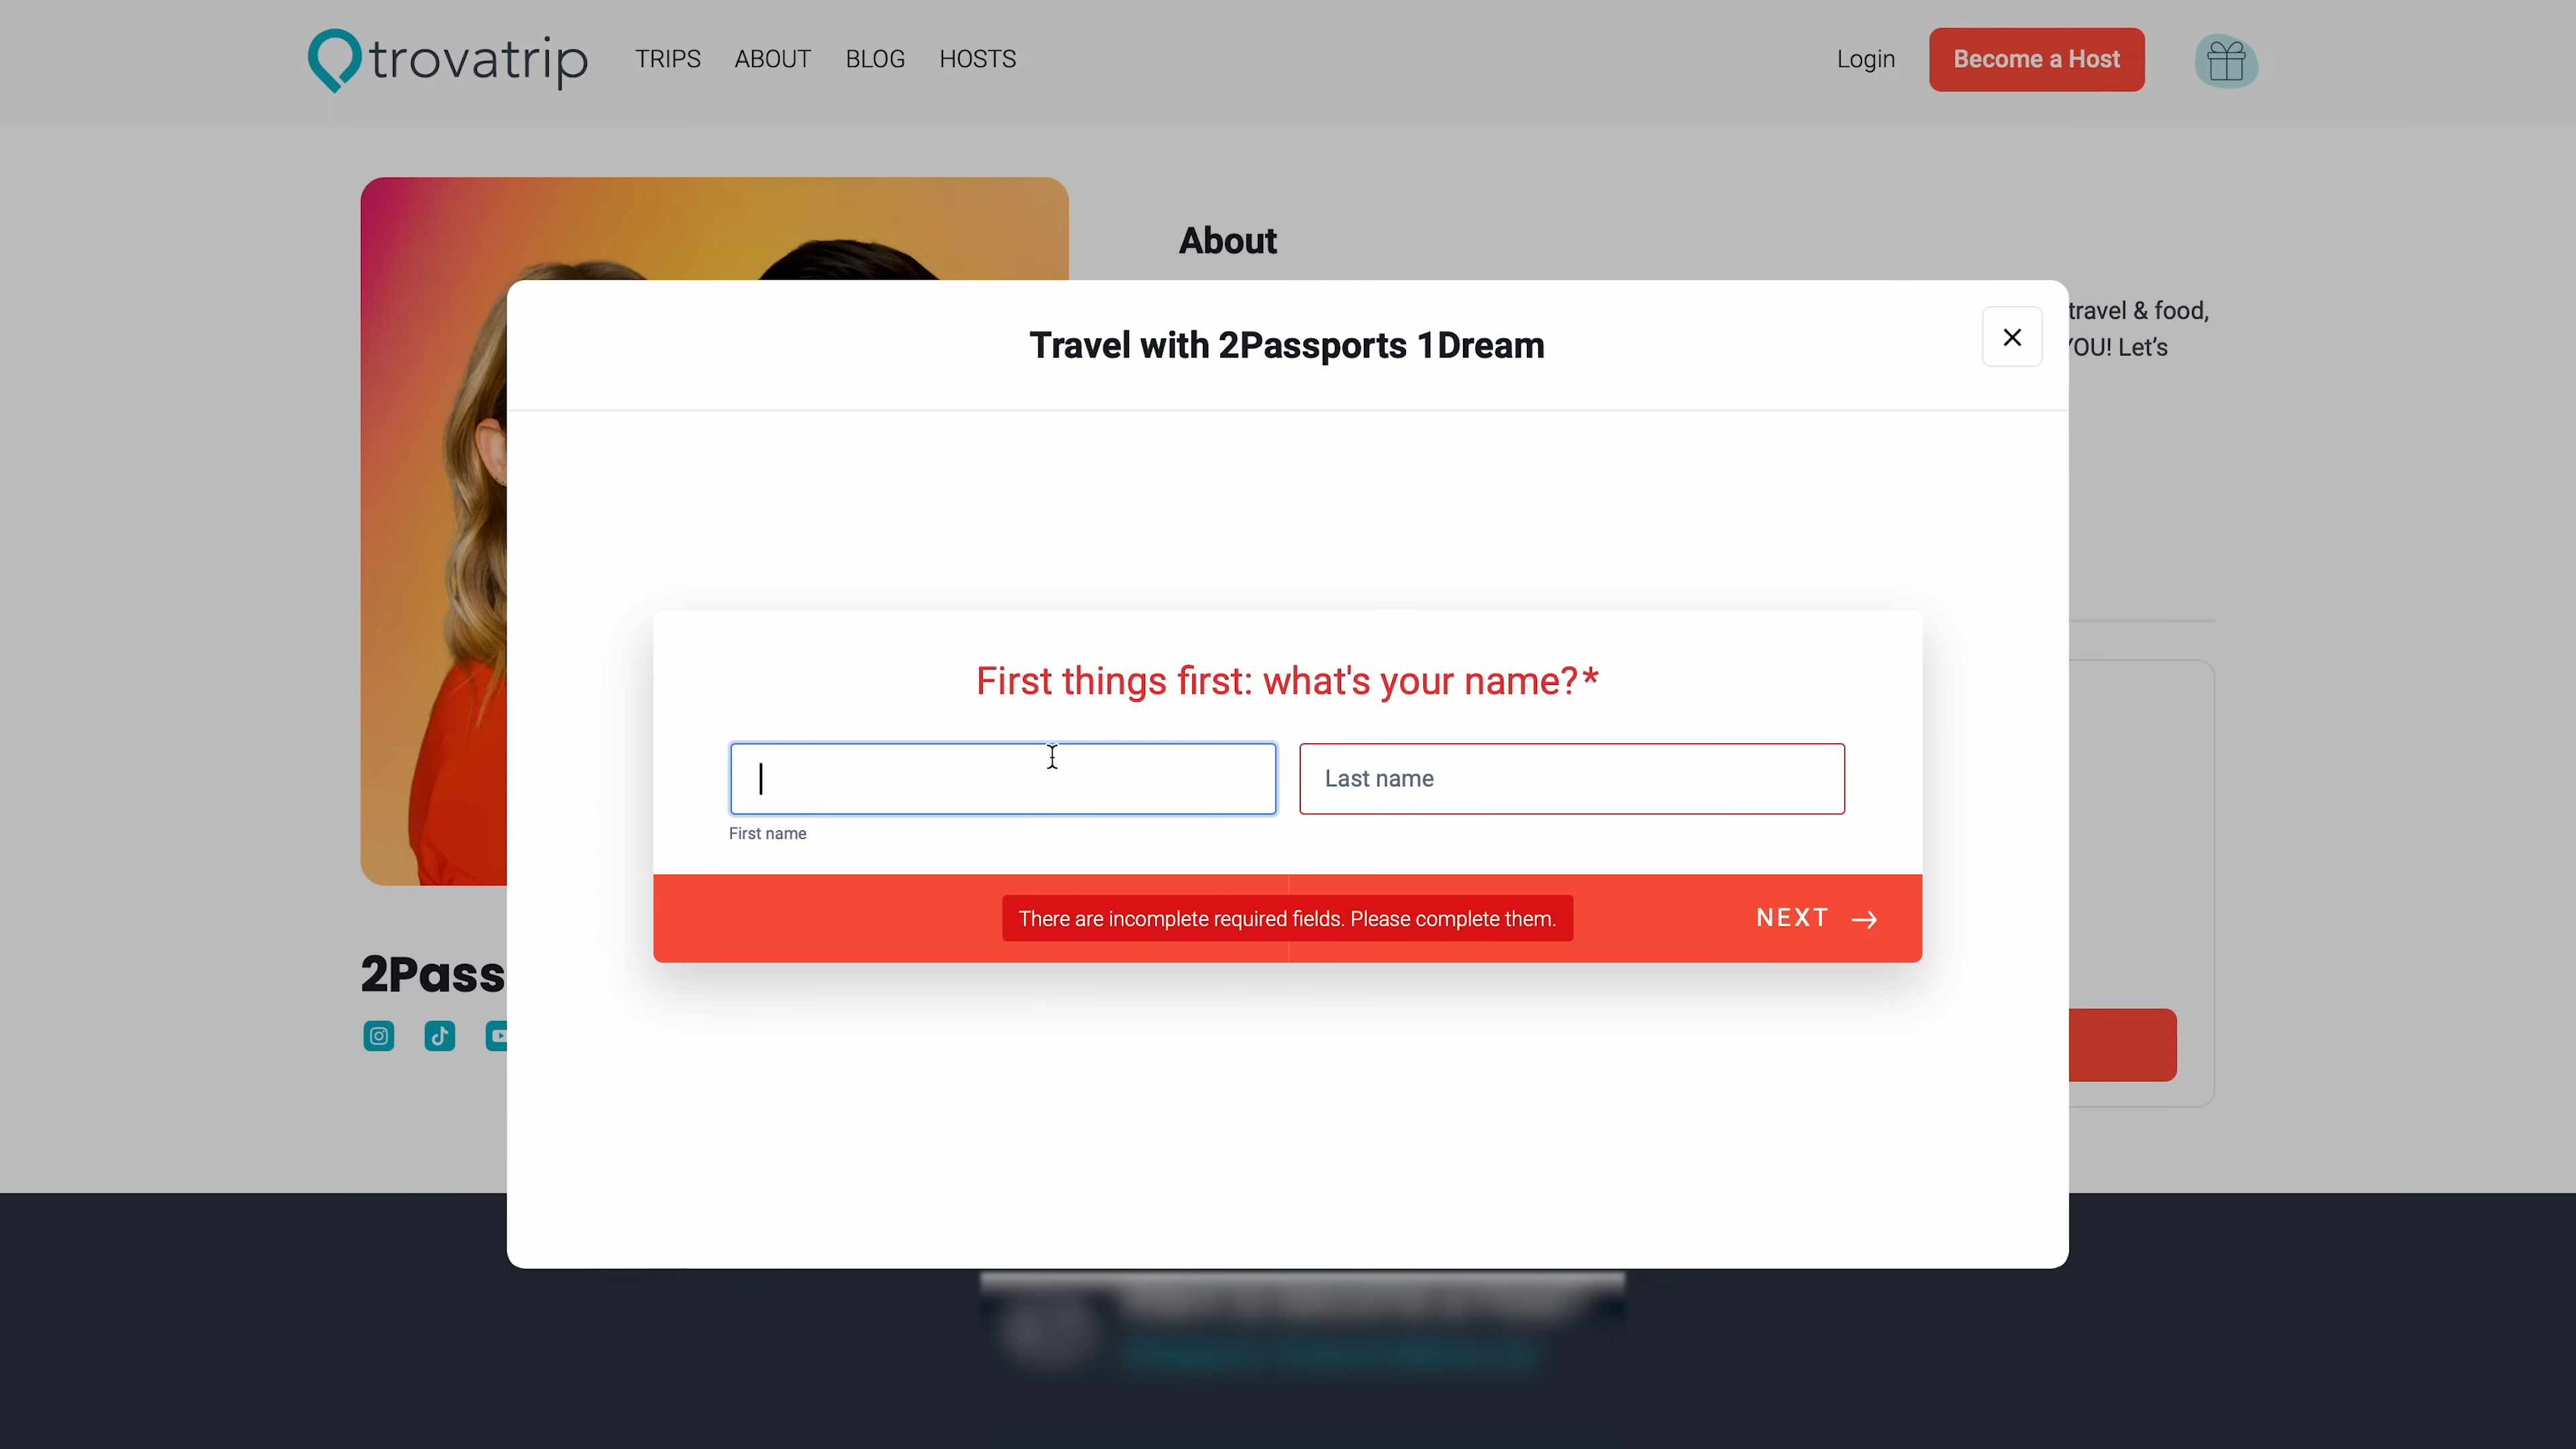 trovatrip
TRIPS
ABOUT
BLOG
HOSTS
Login
Become a Host
About
travel & food,
YOU! Let's
Travel with 2Passports 1Dream
First things first: what's your name?*
Last name
First name
There are incomplete required fields. Please complete them.
NEXT
2Pass